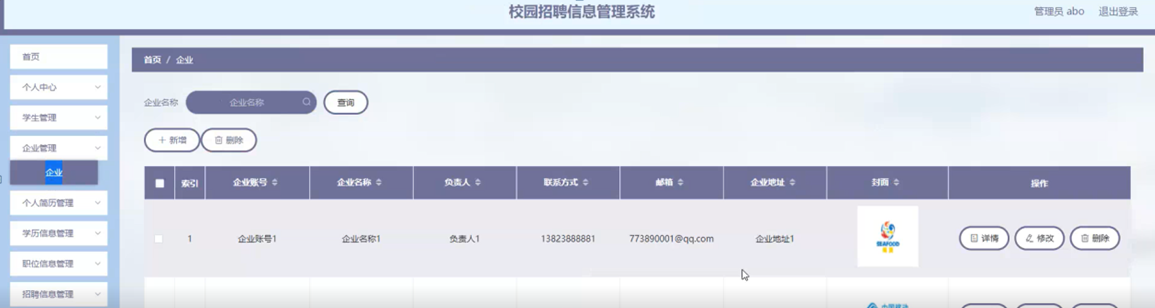 校园招聘信息管理系统
管理员 abo 退出登录
首页
个人中心
学生管理
企业管理
企业
个人简历管理
学历信息管理
职位信息管理
招聘信息管理
首页 / 企业
企业名称 企业名称 查询
新增 删除
索引 企业账号 企业名称 负责人 联系方式 邮箱 企业地址 封面 操作
1 企业账号1 企业名称1 负责人1 13823888881 773890001@qq.com 企业地址1 SEAFOOD 详情 修改 删除